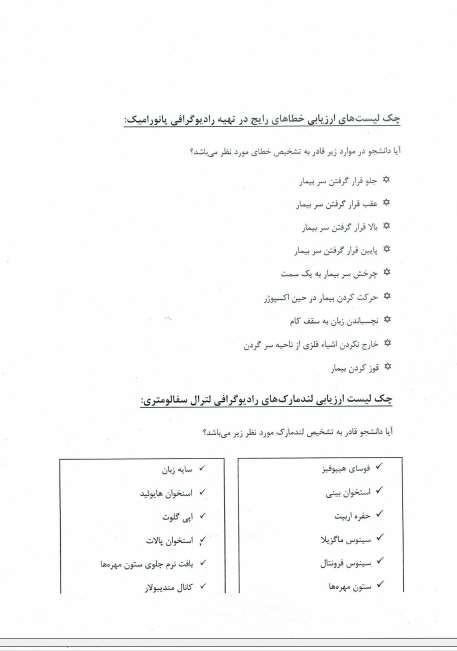 چک لیست‌های ارزیابی خطاهای رایج در تهیه رادیوگرافی پانورامیک:
آیا دانشجو در موارد زیر قادر به تشخیص خطای مورد نظر می‌باشد؟
✡ جلو قرار گرفتن سر بیمار
✡ عقب قرار گرفتن سر بیمار
✡ بالا قرار گرفتن سر بیمار
✡ پایین قرار گرفتن سر بیمار
✡ چرخش سر بیمار به یک سمت
✡ حرکت کردن بیمار در حین اکسپوژر
✡ نچسباندن زبان به سقف کام
✡ خارج نکردن اشیاء فلزی از ناحیه سر گردن
✡ قوز کردن بیمار
چک لیست ارزیابی لندمارک‌های رادیوگرافی لترال سفالومتری:
آیا دانشجو قادر به تشخیص لندمارک مورد نظر زیر می‌باشد؟
✓ فوسای هیپوفیز
✓ استخوان بینی
✓ حفره اربیت
✓ سینوس ماگزیلا
✓ سینوس فرونتال
✓ ستون مهره‌ها
✓ سایه زبان
✓ استخوان هایوئید
✓ اپی گلوت
✓ استخوان پالات
✓ بافت نرم جلوی ستون مهره‌ها
✓ کانال مندیبولار